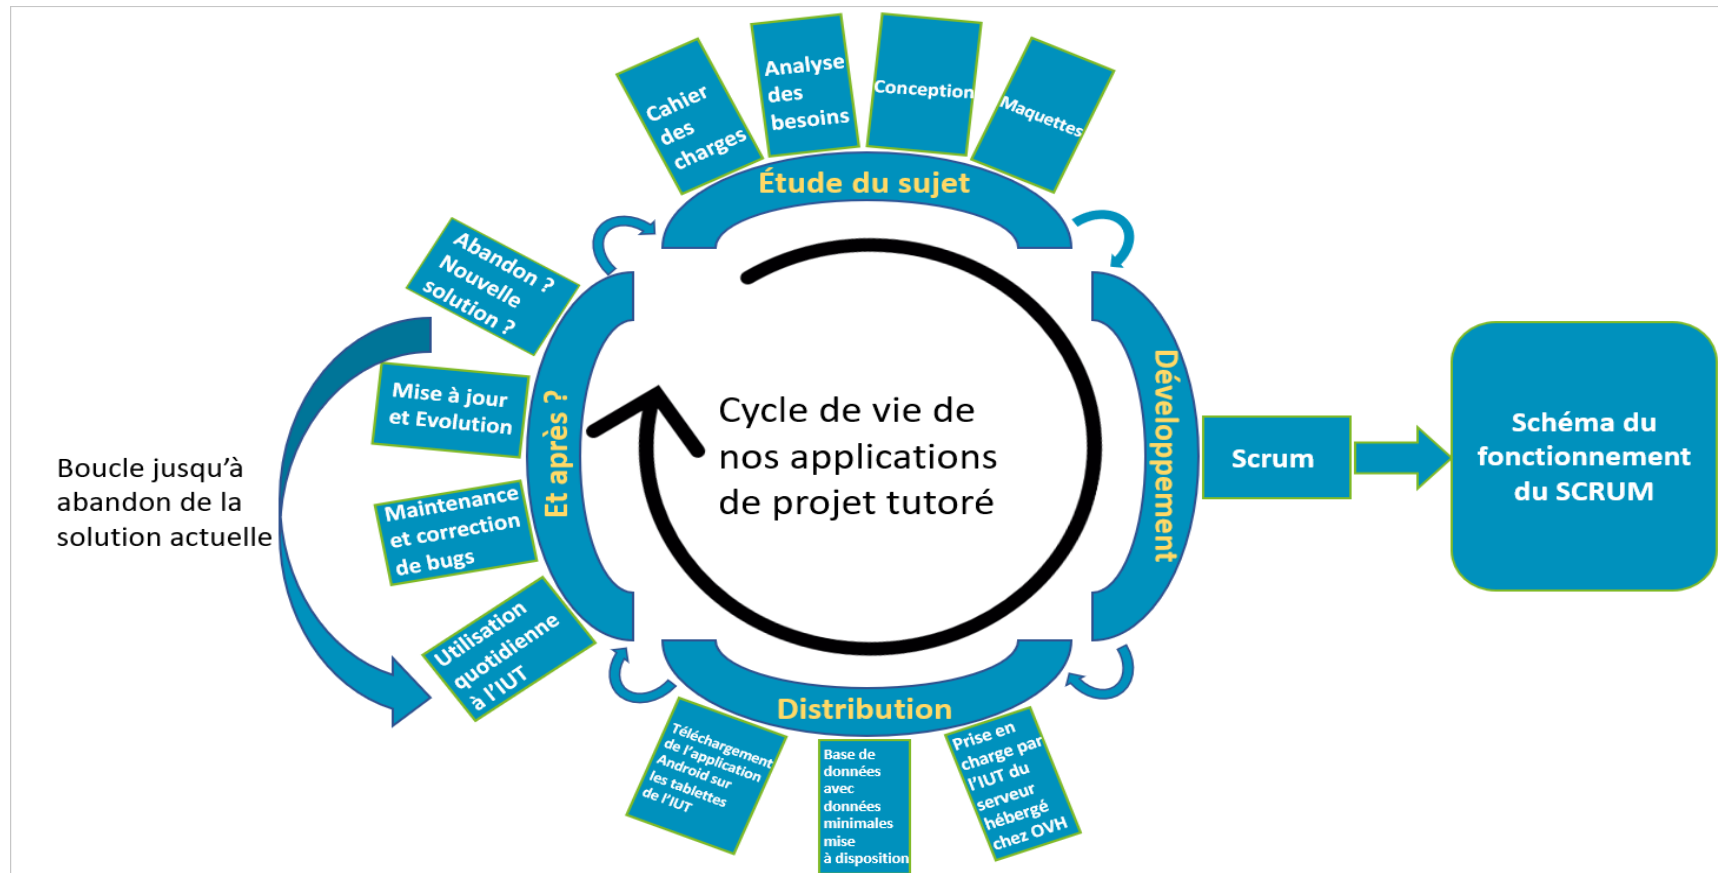 Cahier
des
charges
Analyse
des
besoins
Conception
Maquettes
Étude du sujet
Abandon ?
Nouvelle
solution ?
Mise à jour
et Evolution
Maintenance
et correction
de bugs
Utilisation
quotidienne
à l'IUT
Et après ?
Boucle jusqu'à
abandon de la
solution actuelle
Cycle de vie de
nos applications
de projet tutoré
Développement
Scrum
Schéma du
fonctionnement
du SCRUM
Distribution
Téléchargement
de l'application
Android sur
les tablettes
de l'IUT
Base de
données
avec
données
minimales
mise
à disposition
Prise en
charge par
l'IUT du
serveur
hébergé
chez OVH